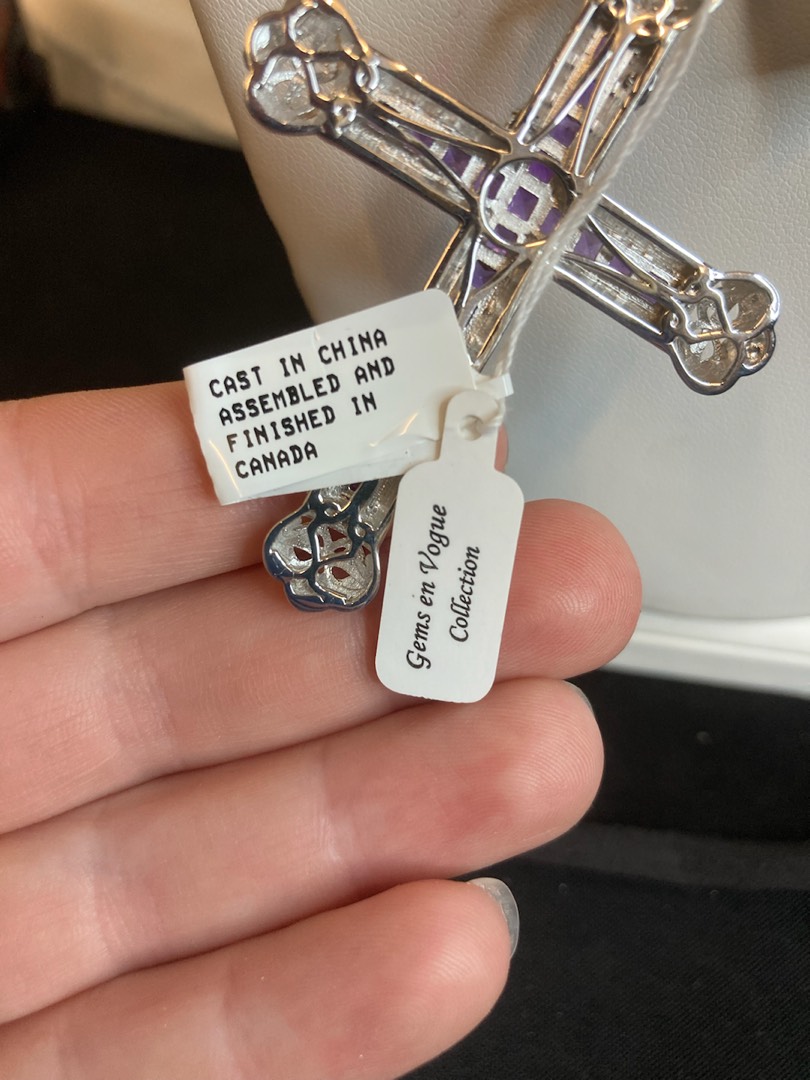 CAST IN CHINA
ASSEMBLED AND
FINISHED IN
CANADA
Gems en Vogue
Collection